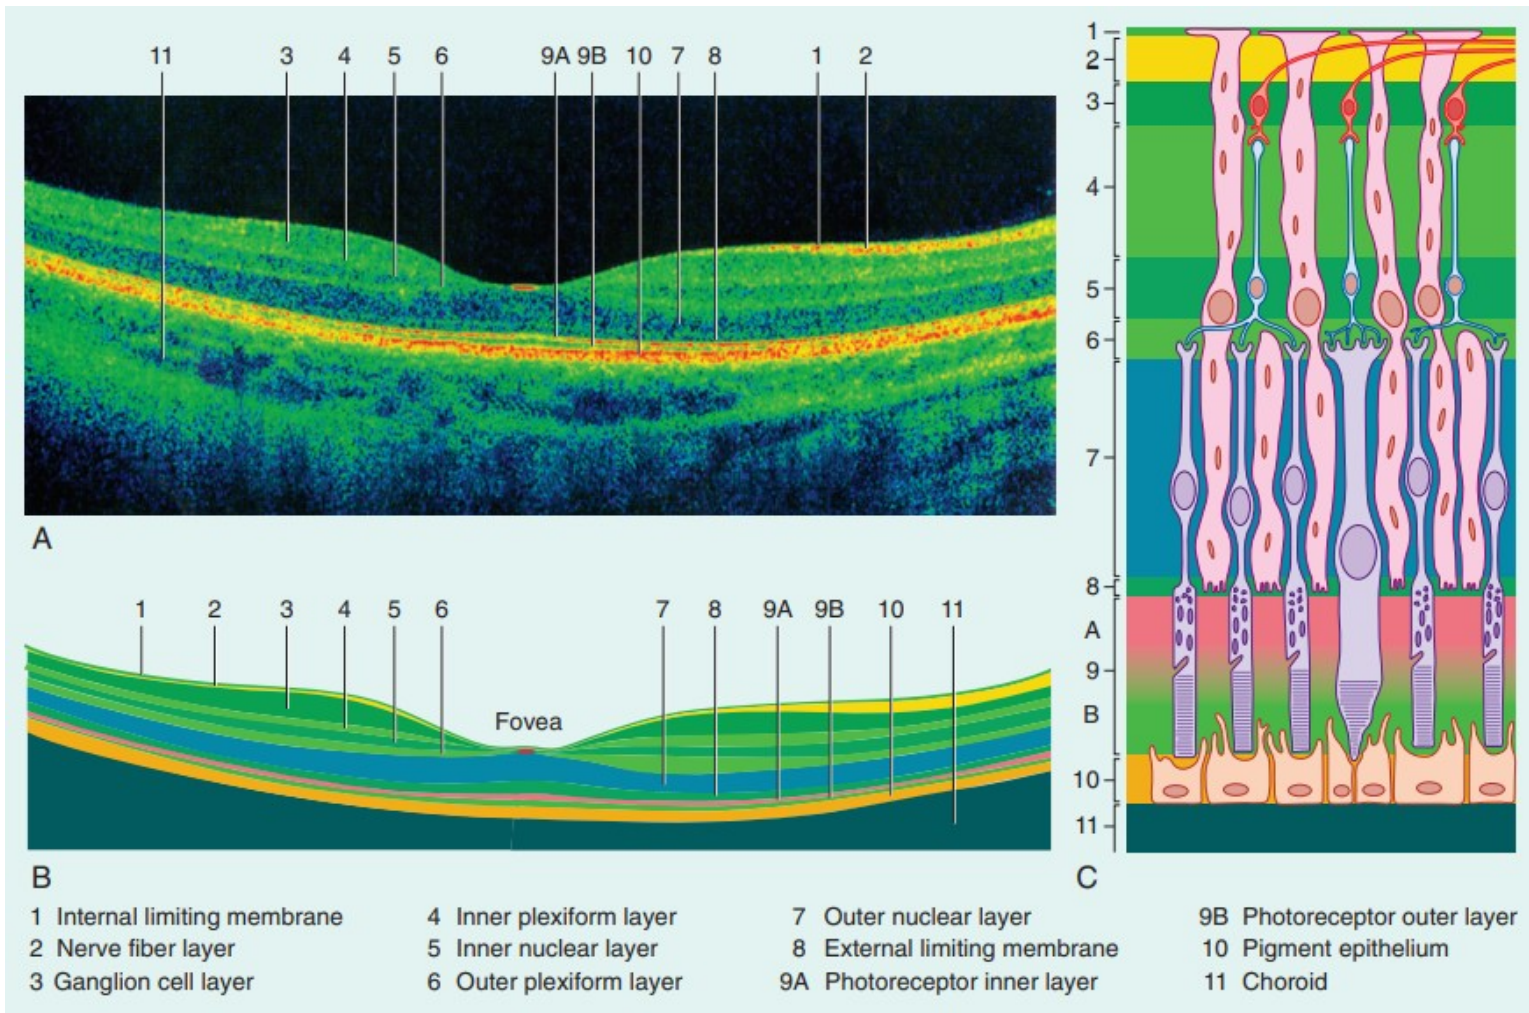 11 3 4 5 6 9A 9B 10 7 8 1 2
A
1 2 3 4 5 6 7 8 9A 9B 10 11
Fovea
B
1
2
3
4
5
6
7
8
A
9
B
10
11
C
1 Internal limiting membrane
2 Nerve fiber layer
3 Ganglion cell layer
4 Inner plexiform layer
5 Inner nuclear layer
6 Outer plexiform layer
7 Outer nuclear layer
8 External limiting membrane
9A Photoreceptor inner layer
9B Photoreceptor outer layer
10 Pigment epithelium
11 Choroid